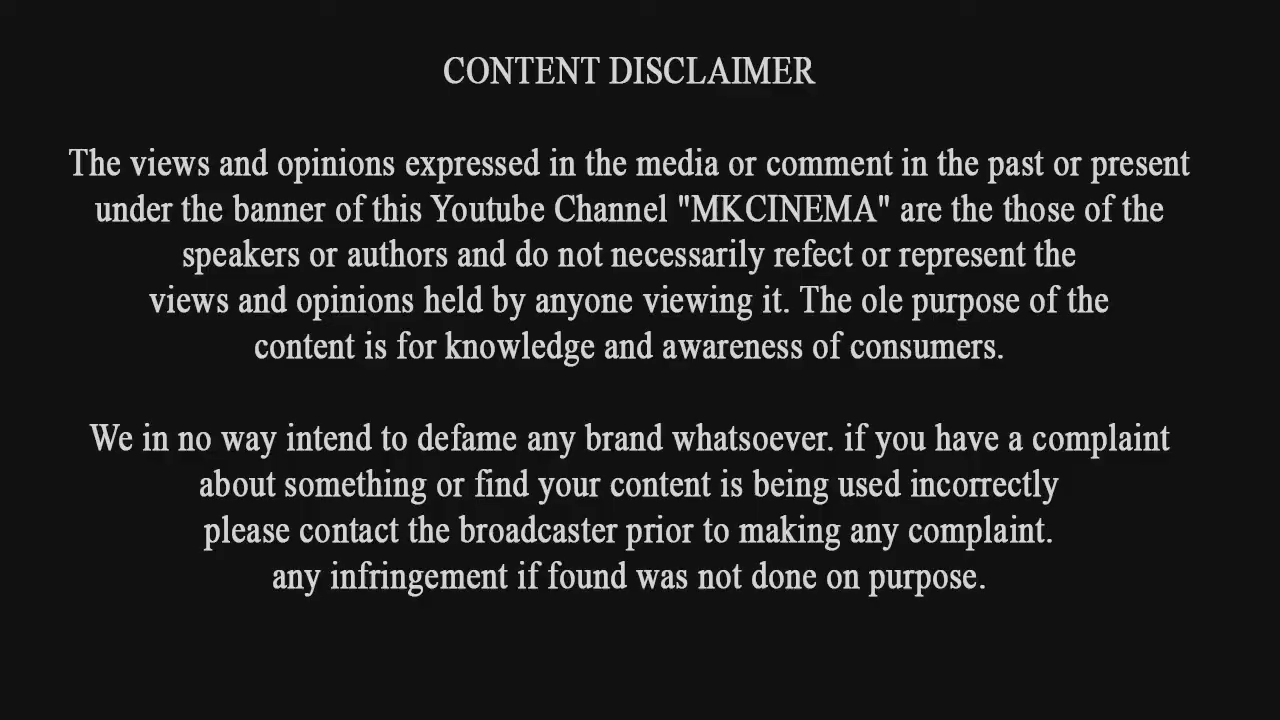 CONTENT DISCLAIMER
The views and opinions expressed in the media or comment in the past or present
under the banner of this Youtube Channel "MKCINEMA" are the those of the
speakers or authors and do not necessarily refect or represent the
views and opinions held by anyone viewing it. The ole purpose of the
content is for knowledge and awareness of consumers.
We in no way intend to defame any brand whatsoever. if you have a complaint
about something or find your content is being used incorrectly
please contact the broadcaster prior to making any complaint.
any infringement if found was not done on purpose.